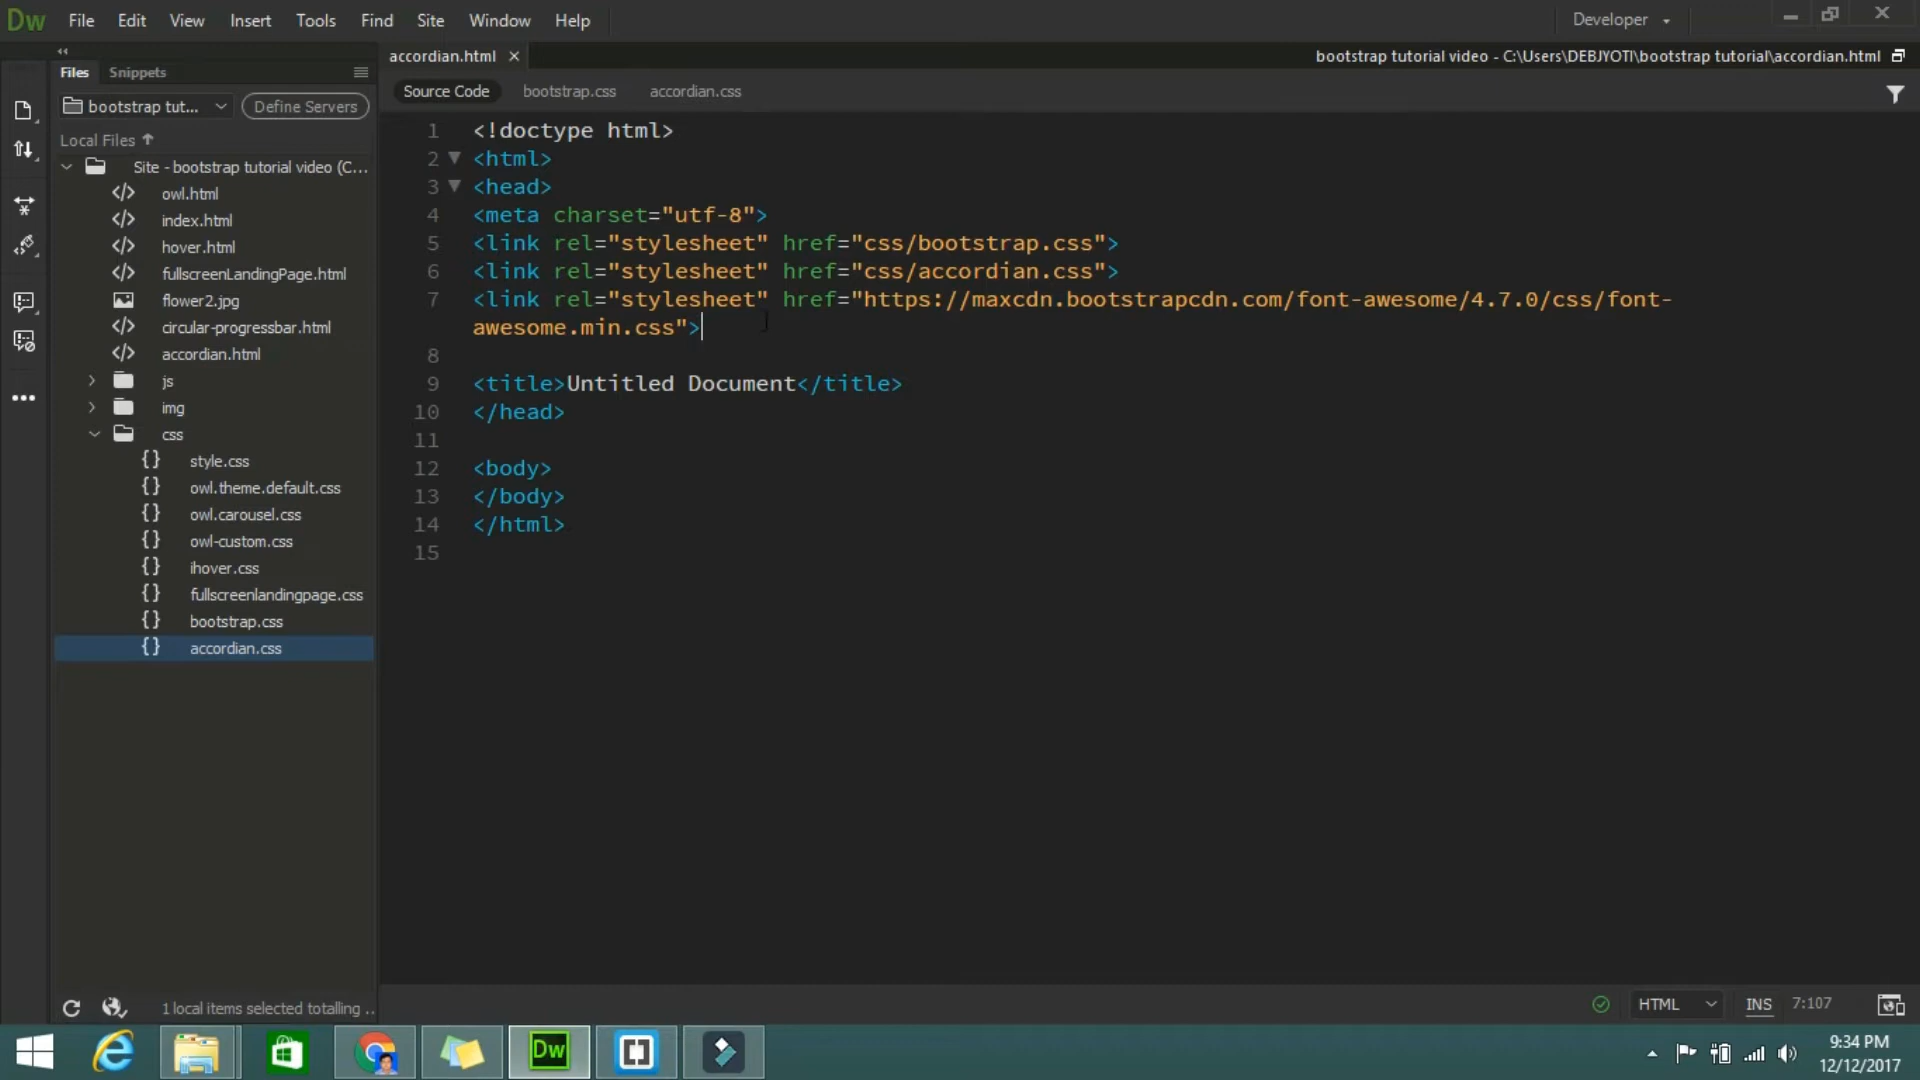 Dw File Edit View Insert Tools Find Site Window Help Developer
Files Snippets
accordian.html
bootstrap tutorial video - C:\Users\DEBJYOTI\bootstrap tutorial\accordian.html
bootstrap tut... Define Servers
Source Code bootstrap.css accordian.css
Local Files
Site - bootstrap tutorial video (C...
owl.html
index.html
hover.html
fullscreenLandingPage.html
flower2.jpg
circular-progressbar.html
accordian.html
js
img
css
style.css
owl.theme.default.css
owl.carousel.css
owl-custom.css
ihover.css
fullscreenlandingpage.css
bootstrap.css
accordian.css
1 <!doctype html>
2 <html>
3 <head>
4 <meta charset="utf-8">
5 <link rel="stylesheet" href="css/bootstrap.css">
6 <link rel="stylesheet" href="css/accordian.css">
7 <link rel="stylesheet" href="https://maxcdn.bootstrapcdn.com/font-awesome/4.7.0/css/font-
awesome.min.css">
8
9 <title>Untitled Document</title>
10 </head>
11
12 <body>
13 </body>
14 </html>
15
1 local items selected totalling ..
HTML INS 7:107
Dw
9:34 PM
12/12/2017